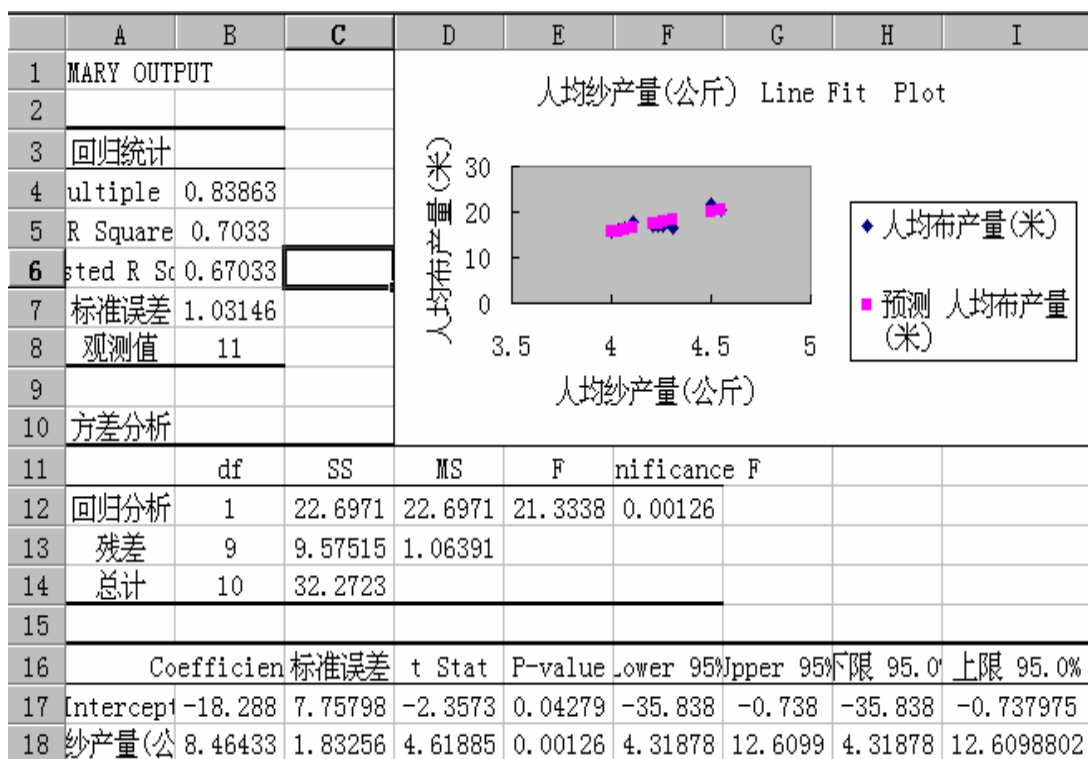 A B C D E F G H I
1 MARY OUTPUT
2
3 回归统计
4 ultiple 0.83863
5 R Square 0.7033
6 sted R Sq 0.67033
7 标准误差 1.03146
8 观测值 11
9
10 方差分析
人均纱产量(公斤) Line Fit Plot
人均布产量(米)
30
20
10
0
3.5 4 4.5 5
人均纱产量(公斤)
人均布产量(米)
预测 人均布产量
(米)
11 df SS MS F nificance F
12 回归分析 1 22.6971 22.6971 21.3338 0.00126
13 残差 9 9.57515 1.06391
14 总计 10 32.2723
15
16 Coefficien 标准误差 t Stat P-value Lower 95% Upper 95% 下限 95.0 上限 95.0%
17 Intercept -18.288 7.75798 -2.3573 0.04279 -35.838 -0.738 -35.838 -0.737975
18 纱产量(公 8.46433 1.83256 4.61885 0.00126 4.31878 12.6099 4.31878 12.6098802